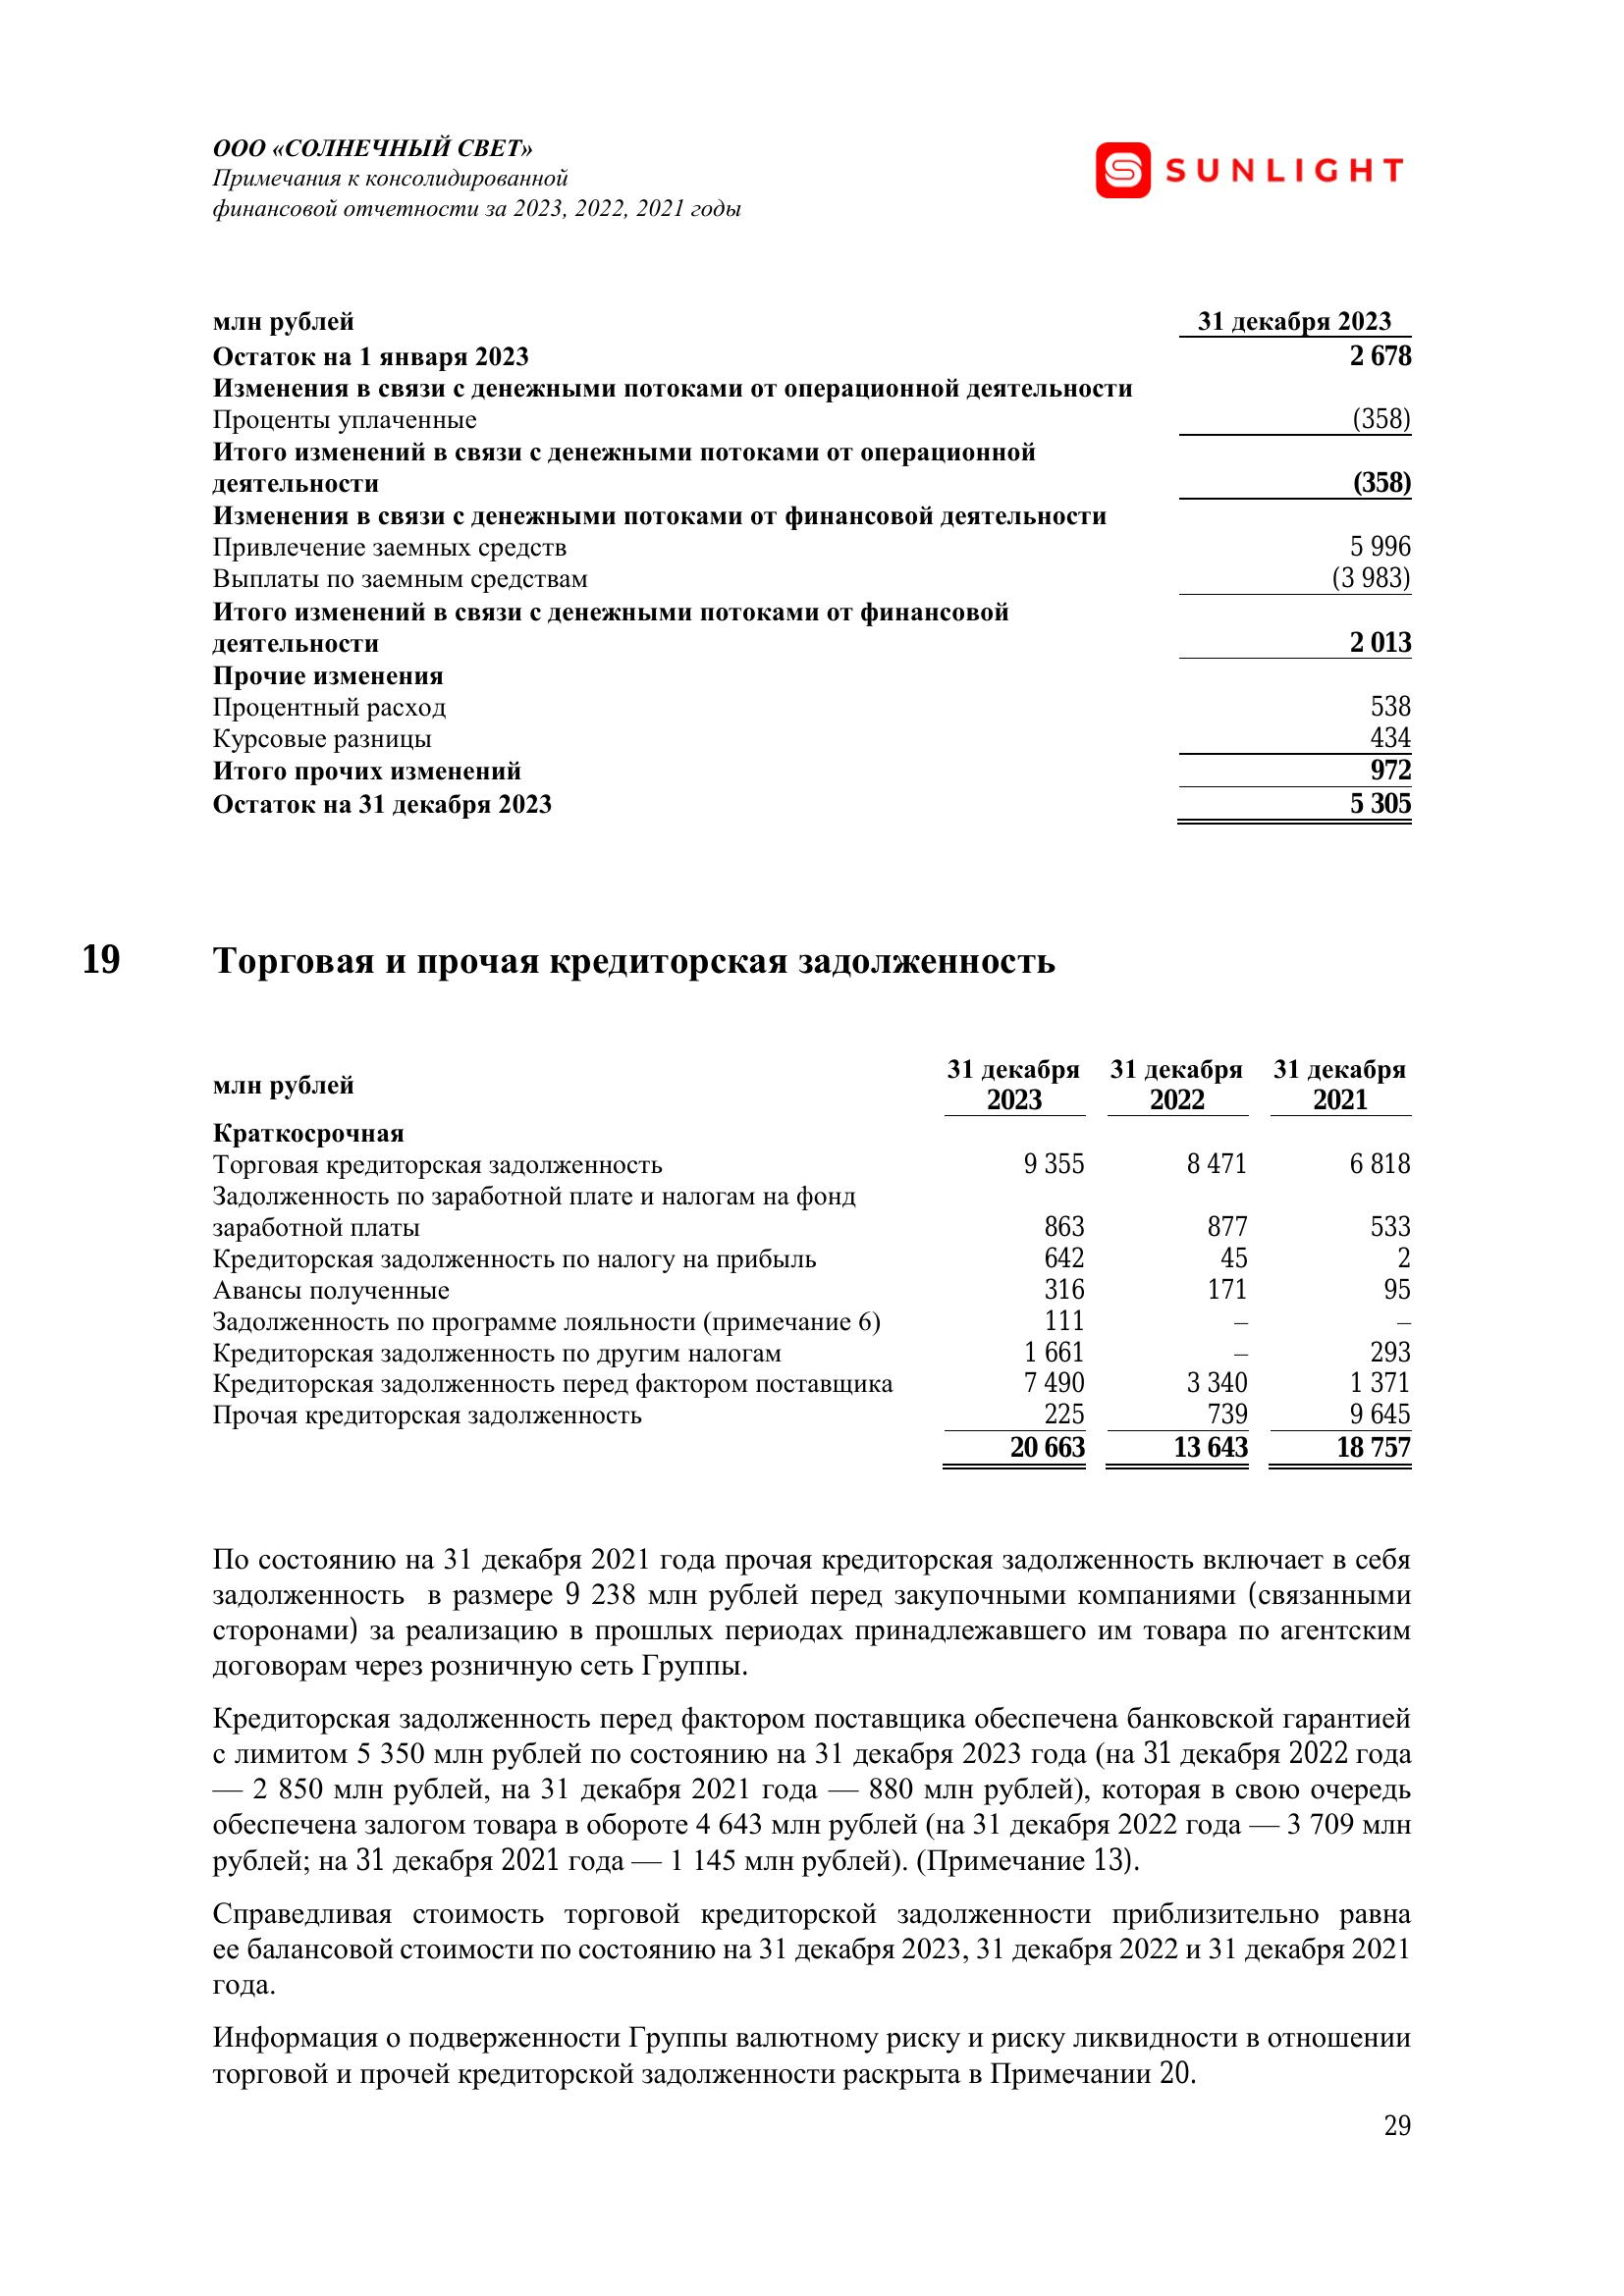 ООО «СОЛНЕЧНЫЙ СВЕТ»
Примечания к консолидированной
финансовой отчетности за 2023, 2022, 2021 годы
SUNLIGHT
млн рублей 31 декабря 2023
Остаток на 1 января 2023 2 678
Изменения в связи с денежными потоками от операционной деятельности
Проценты уплаченные (358)
Итого изменений в связи с денежными потоками от операционной
деятельности (358)
Изменения в связи с денежными потоками от финансовой деятельности
Привлечение заемных средств 5 996
Выплаты по заемным средствам (3 983)
Итого изменений в связи с денежными потоками от финансовой
деятельности 2 013
Прочие изменения
Процентный расход 538
Курсовые разницы 434
Итого прочих изменений 972
Остаток на 31 декабря 2023 5 305
19 Торговая и прочая кредиторская задолженность
млн рублей 31 декабря 2023 31 декабря 2022 31 декабря 2021
Краткосрочная
Торговая кредиторская задолженность 9 355 8 471 6 818
Задолженность по заработной плате и налогам на фонд
заработной платы 863 877 533
Кредиторская задолженность по налогу на прибыль 642 45 2
Авансы полученные 316 171 95
Задолженность по программе лояльности (примечание 6) 111 – –
Кредиторская задолженность по другим налогам 1 661 – 293
Кредиторская задолженность перед фактором поставщика 7 490 3 340 1 371
Прочая кредиторская задолженность 225 739 9 645
20 663 13 643 18 757
По состоянию на 31 декабря 2021 года прочая кредиторская задолженность включает в себя
задолженность в размере 9 238 млн рублей перед закупочными компаниями (связанными
сторонами) за реализацию в прошлых периодах принадлежавшего им товара по агентским
договорам через розничную сеть Группы.
Кредиторская задолженность перед фактором поставщика обеспечена банковской гарантией
с лимитом 5 350 млн рублей по состоянию на 31 декабря 2023 года (на 31 декабря 2022 года
— 2 850 млн рублей, на 31 декабря 2021 года — 880 млн рублей), которая в свою очередь
обеспечена залогом товара в обороте 4 643 млн рублей (на 31 декабря 2022 года — 3 709 млн
рублей; на 31 декабря 2021 года — 1 145 млн рублей). (Примечание 13).
Справедливая стоимость торговой кредиторской задолженности приблизительно равна
ее балансовой стоимости по состоянию на 31 декабря 2023, 31 декабря 2022 и 31 декабря 2021
года.
Информация о подверженности Группы валютному риску и риску ликвидности в отношении
торговой и прочей кредиторской задолженности раскрыта в Примечании 20.
29